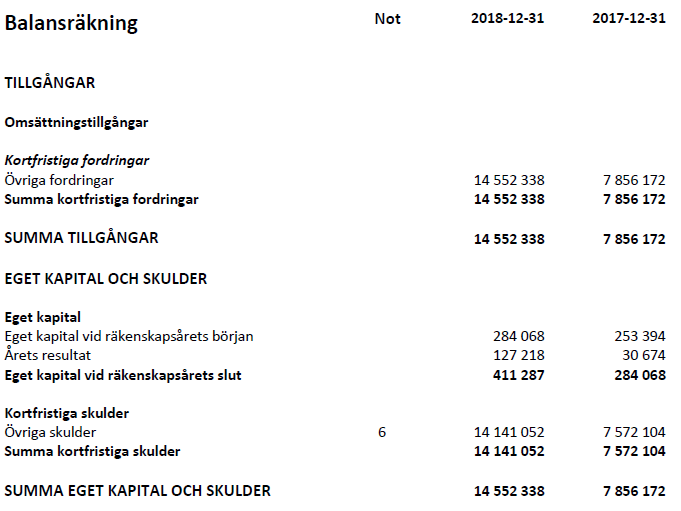 Balansräkning Not 2018-12-31 2017-12-31
TILLGÅNGAR
Omsättningstillgångar
Kortfristiga fordringar
Övriga fordringar 14 552 338 7 856 172
Summa kortfristiga fordringar 14 552 338 7 856 172
SUMMA TILLGÅNGAR 14 552 338 7 856 172
EGET KAPITAL OCH SKULDER
Eget kapital
Eget kapital vid räkenskapsårets början 284 068 253 394
Årets resultat 127 218 30 674
Eget kapital vid räkenskapsårets slut 411 287 284 068
Kortfristiga skulder
Övriga skulder 6 14 141 052 7 572 104
Summa kortfristiga skulder 14 141 052 7 572 104
SUMMA EGET KAPITAL OCH SKULDER 14 552 338 7 856 172